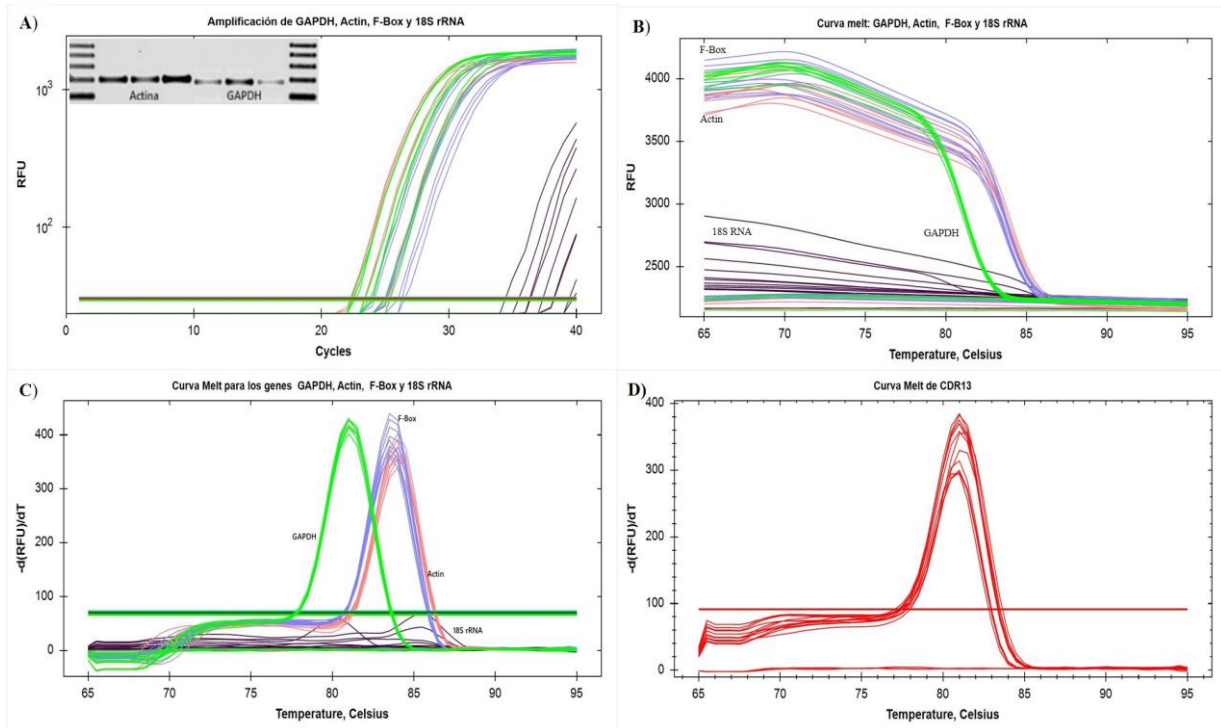 A)
Amplificación de GAPDH, Actin, F-Box y 18S rRNA
Actina
GAPDH
10^3
10^2
RFU
0
10
20
30
40
Cycles
B)
Curva melt: GAPDH, Actin, F-Box y 18S rRNA
F-Box
Actin
18S RNA
GAPDH
4000
3500
3000
2500
RFU
65
70
75
80
85
90
95
Temperature, Celsius
C)
Curva Melt para los genes GAPDH, Actin, F-Box y 18S rRNA
F-Box
GAPDH
Actin
18S rRNA
400
300
200
100
0
-d(RFU)/dT
65
70
75
80
85
90
95
Temperature, Celsius
D)
Curva Melt de CDR13
400
300
200
100
0
-d(RFU)/dT
65
70
75
80
85
90
95
Temperature, Celsius